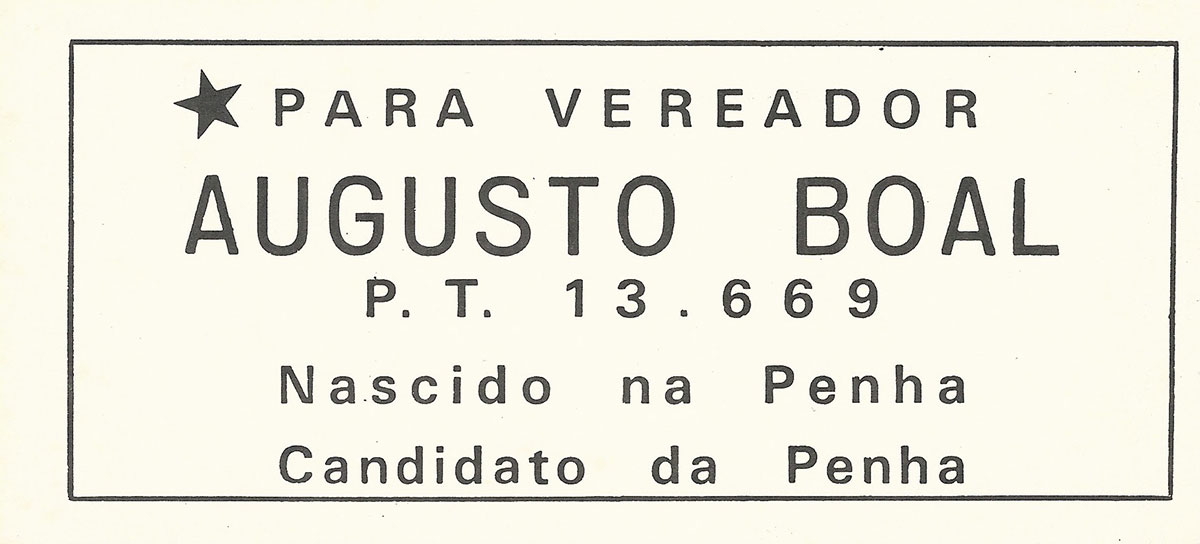 PARA VEREADOR
AUGUSTO BOAL
P. T. 13.669
Nascido na Penha
Candidato da Penha